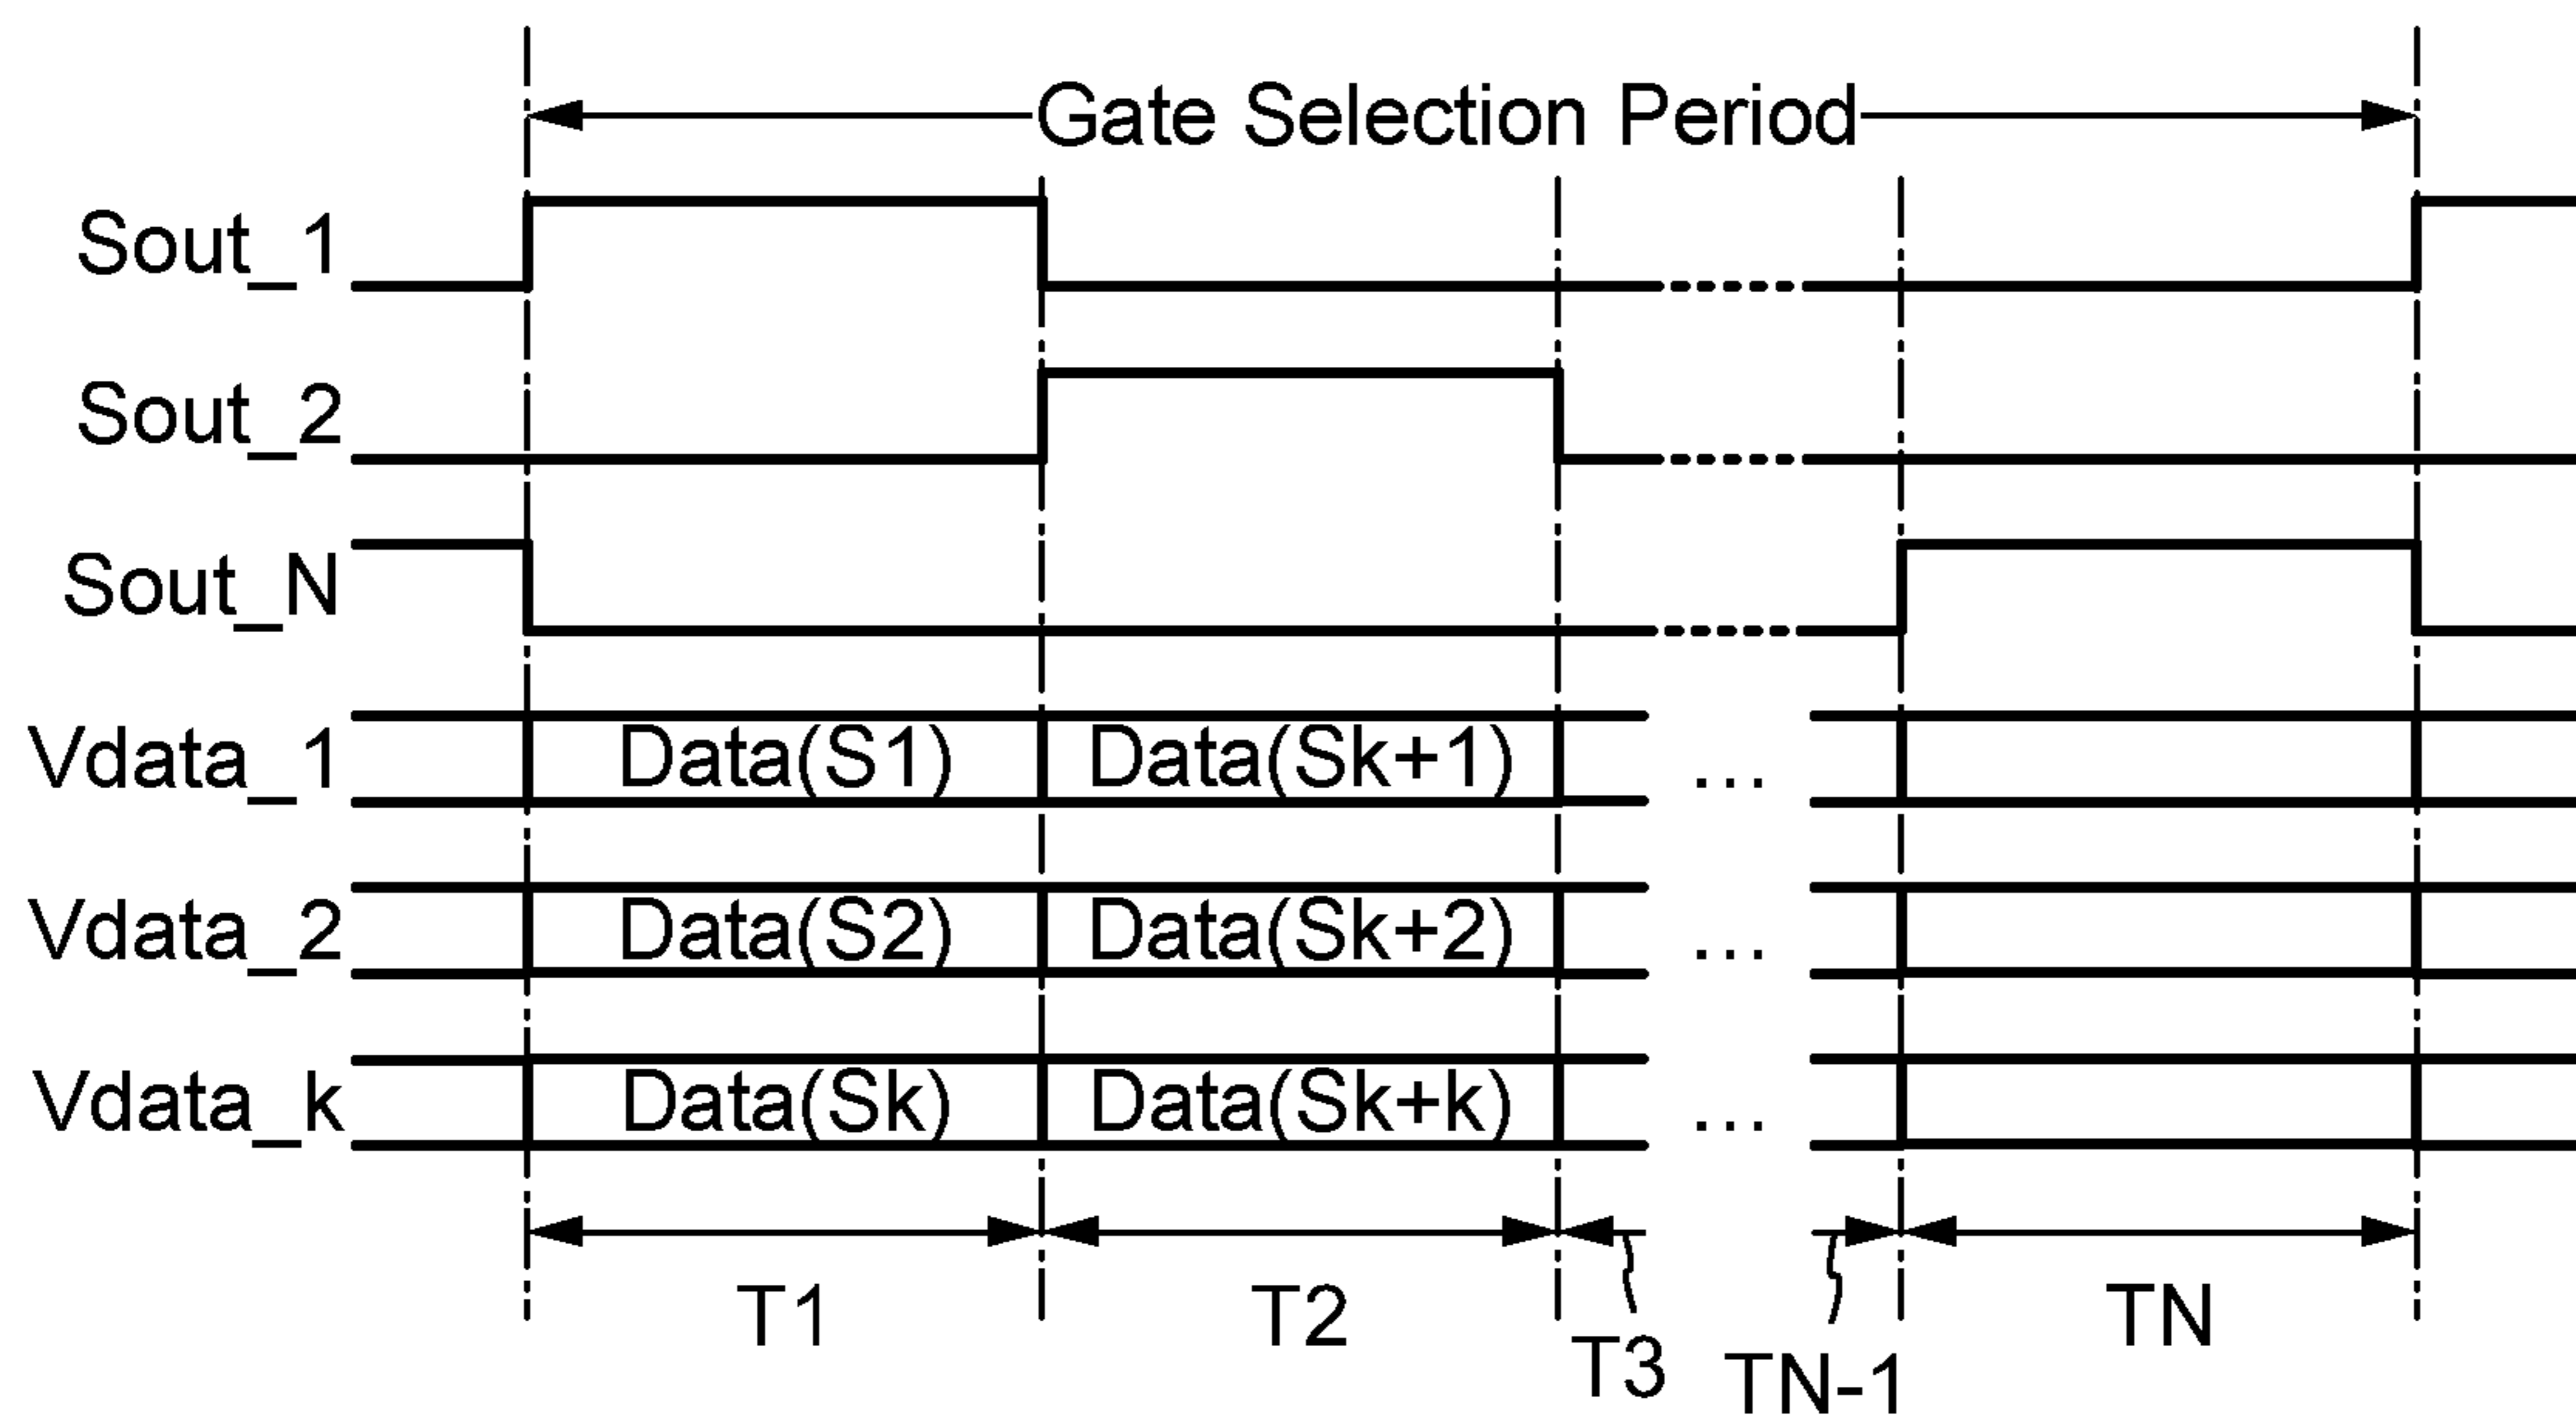 Gate Selection Period
Sout_1
Sout_2
Sout_N
Vdata_1 Data(S1) Data(Sk+1) ...
Vdata_2 Data(S2) Data(Sk+2) ...
Vdata_k Data(Sk) Data(Sk+k) ...
T1 T2 T3 TN-1 TN